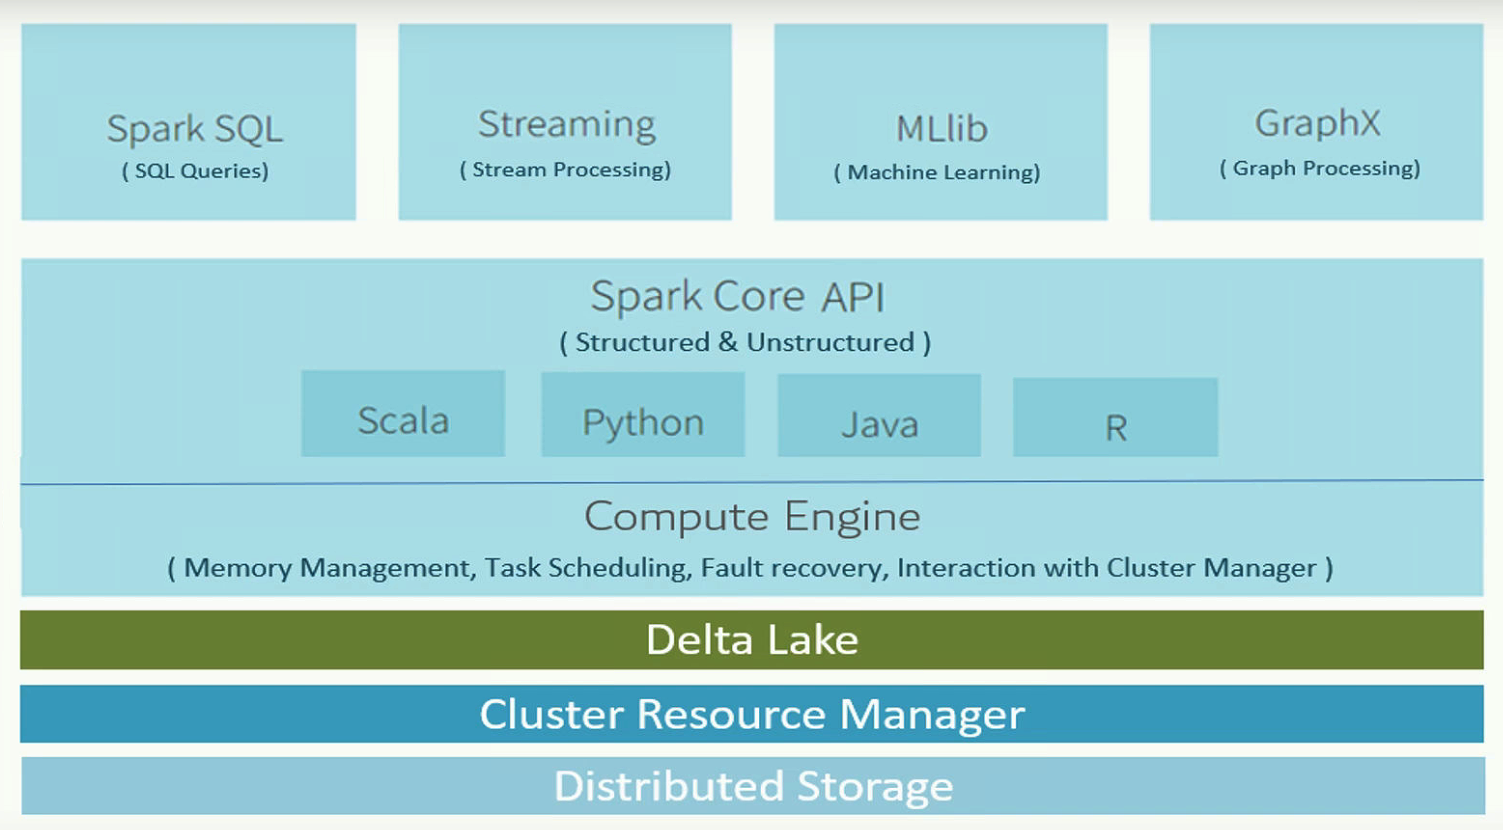 Spark SQL
( SQL Queries)
Streaming
( Stream Processing)
MLlib
( Machine Learning)
GraphX
( Graph Processing)
Spark Core API
( Structured & Unstructured )
Scala
Python
Java
R
Compute Engine
( Memory Management, Task Scheduling, Fault recovery, Interaction with Cluster Manager )
Delta Lake
Cluster Resource Manager
Distributed Storage